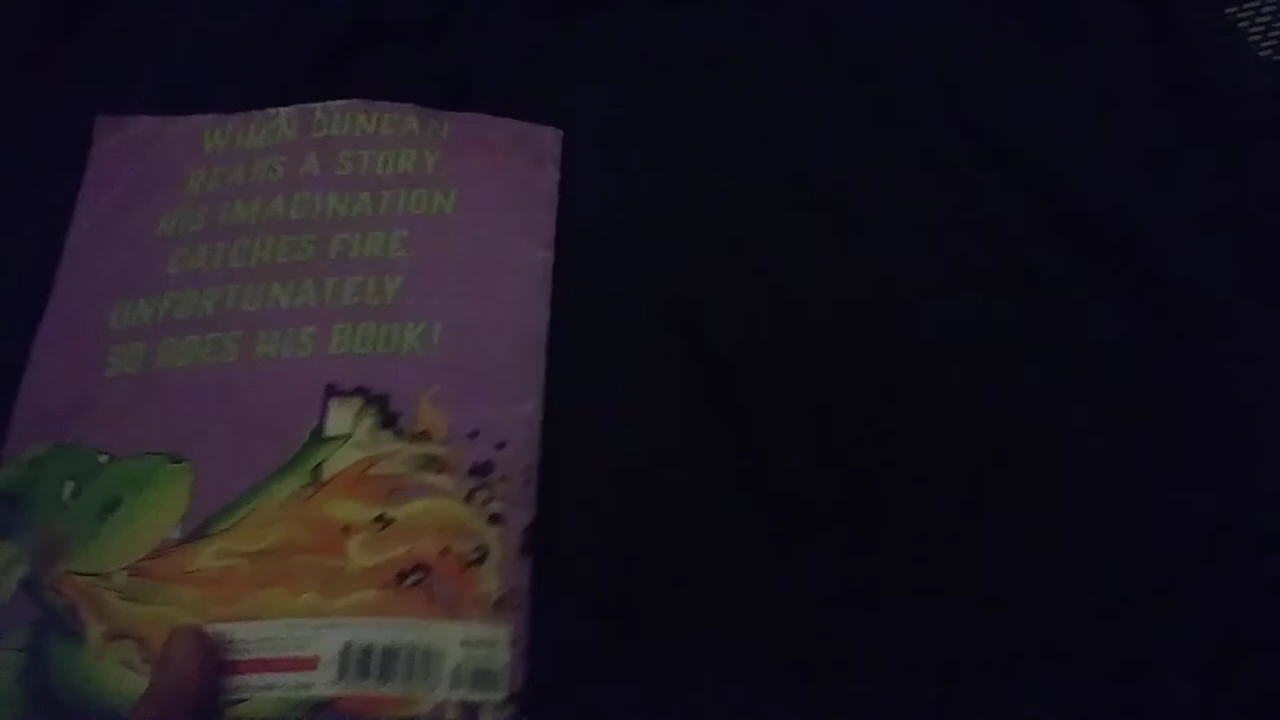 WHEN DUNCAN
READS A STORY,
HIS IMAGINATION
CATCHES FIRE.
UNFORTUNATELY....
SO DOES HIS BOOK!